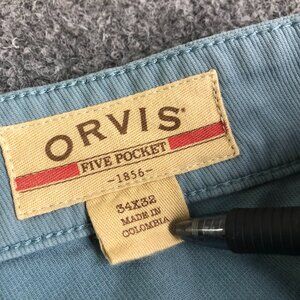 ORVIS
FIVE POCKET
-1856-
34X32
MADE IN
COLOMBIA